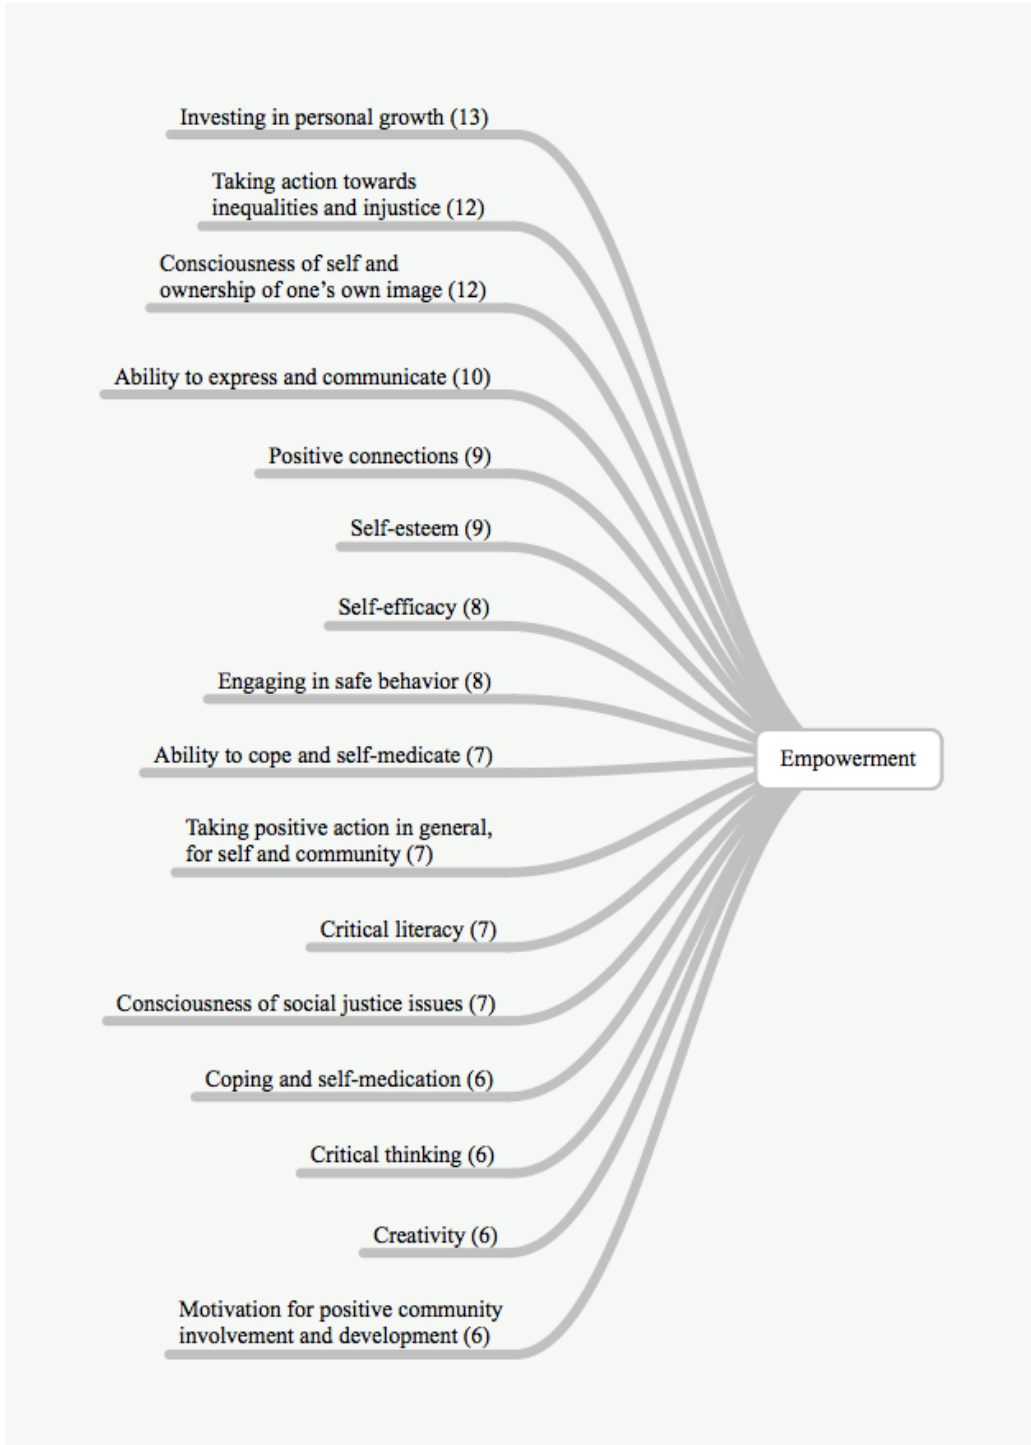 Investing in personal growth (13)
Taking action towards
inequalities and injustice (12)
Consciousness of self and
ownership of one’s own image (12)
Ability to express and communicate (10)
Positive connections (9)
Self-esteem (9)
Self-efficacy (8)
Engaging in safe behavior (8)
Ability to cope and self-medicate (7)
Empowerment
Taking positive action in general,
for self and community (7)
Critical literacy (7)
Consciousness of social justice issues (7)
Coping and self-medication (6)
Critical thinking (6)
Creativity (6)
Motivation for positive community
involvement and development (6)